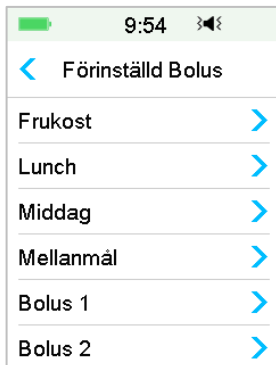 9:54
Förinställd Bolus
Frukost
Lunch
Middag
Mellanmål
Bolus 1
Bolus 2